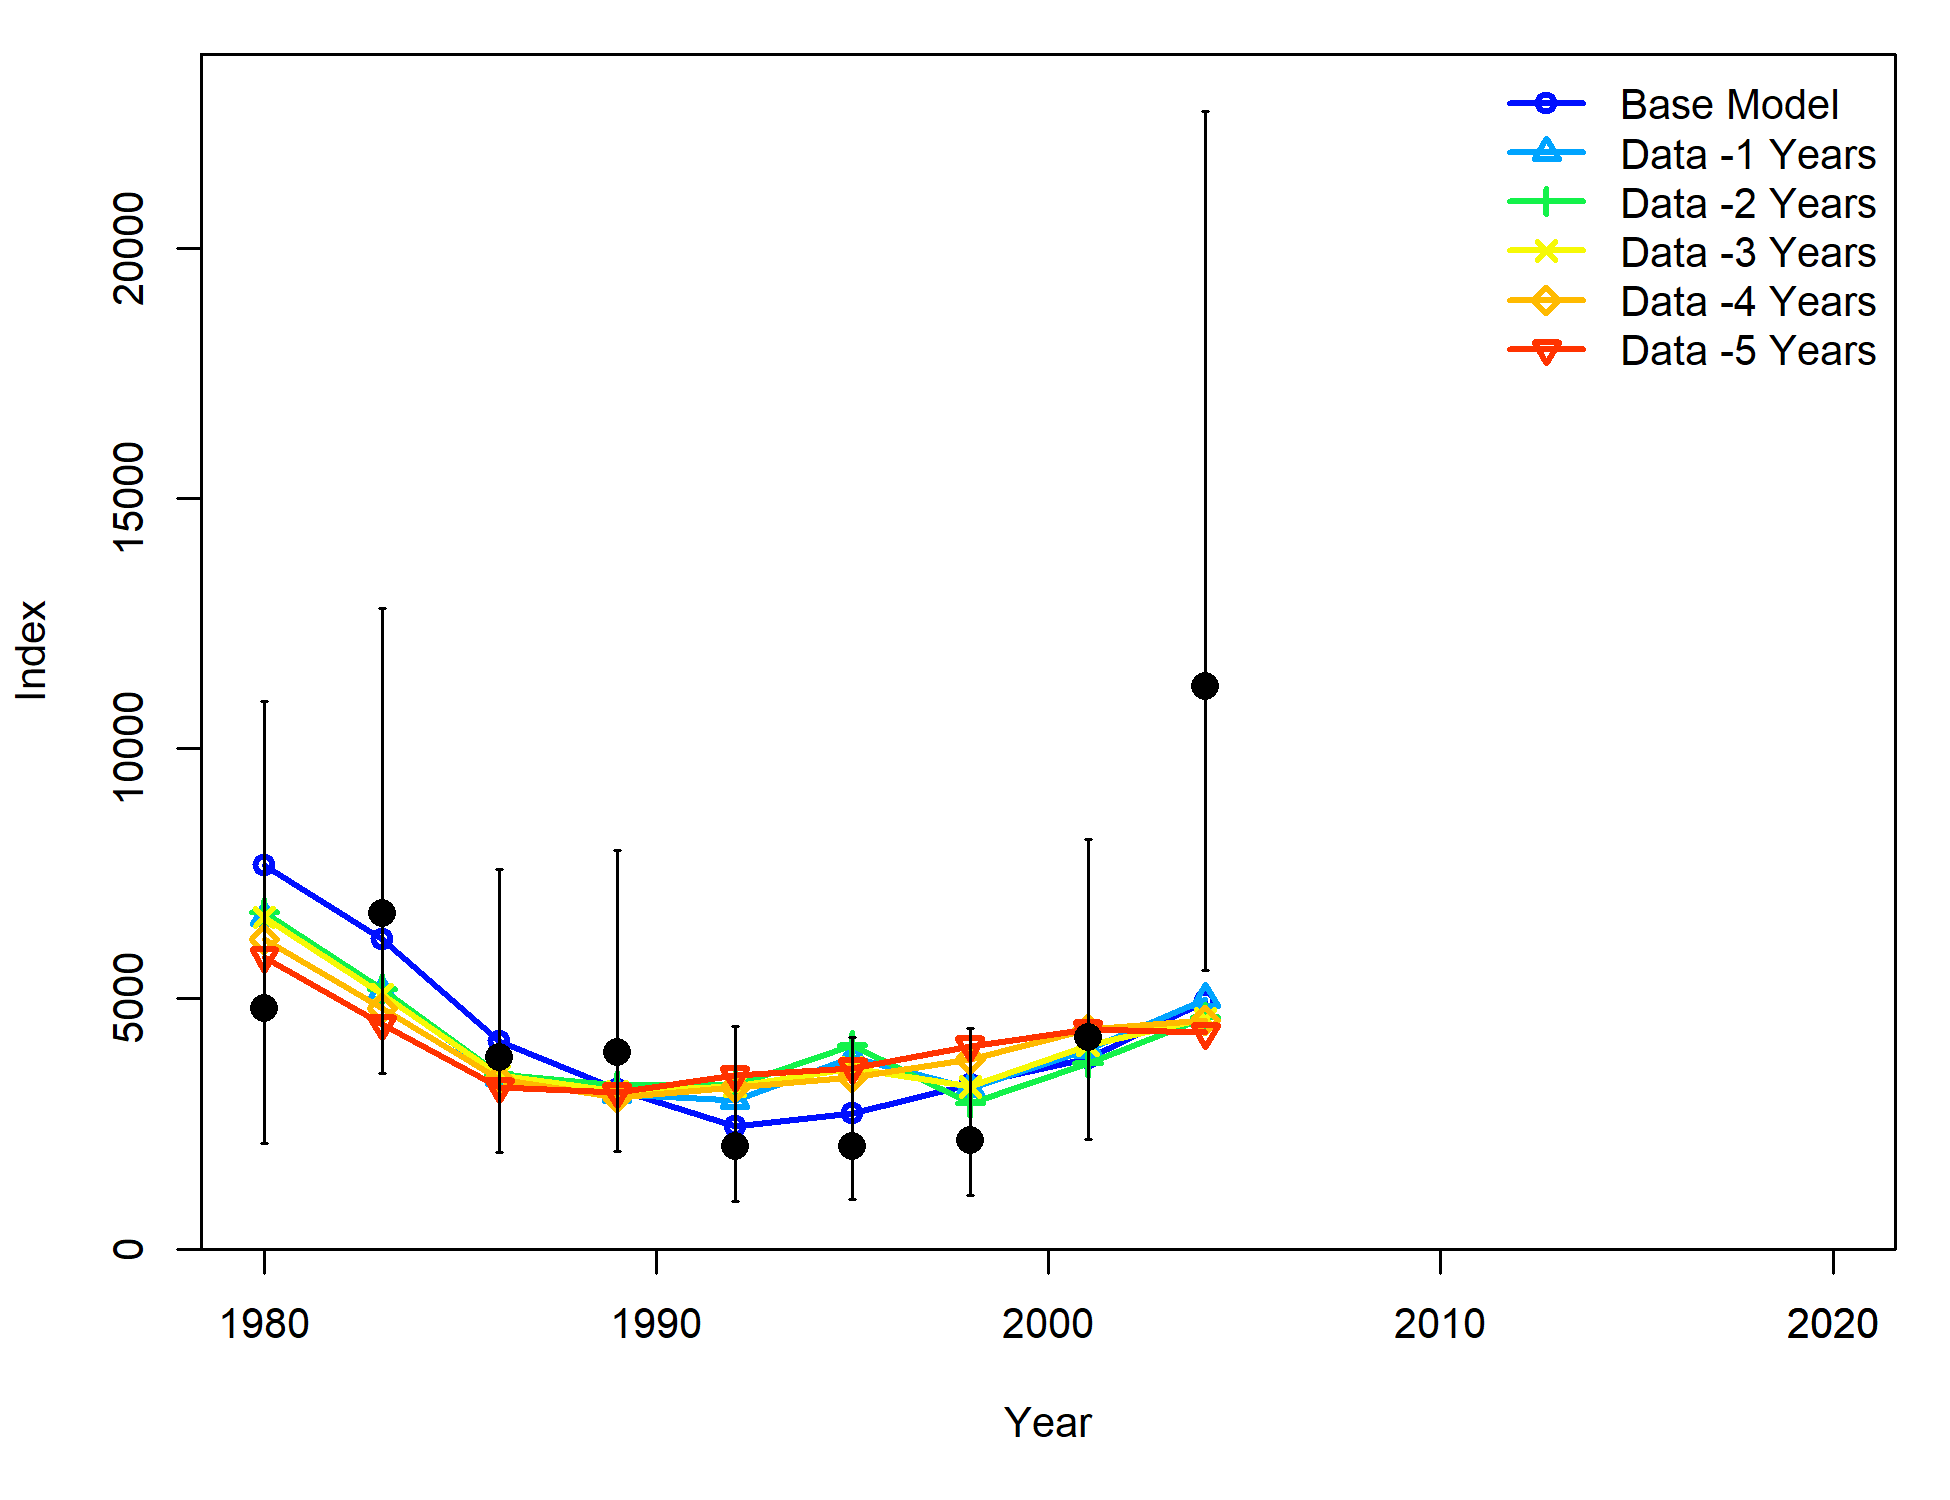 Base Model
Data -1 Years
Data -2 Years
Data -3 Years
Data -4 Years
Data -5 Years
20000
15000
10000
5000
0
Index
1980 1990 2000 2010 2020
Year